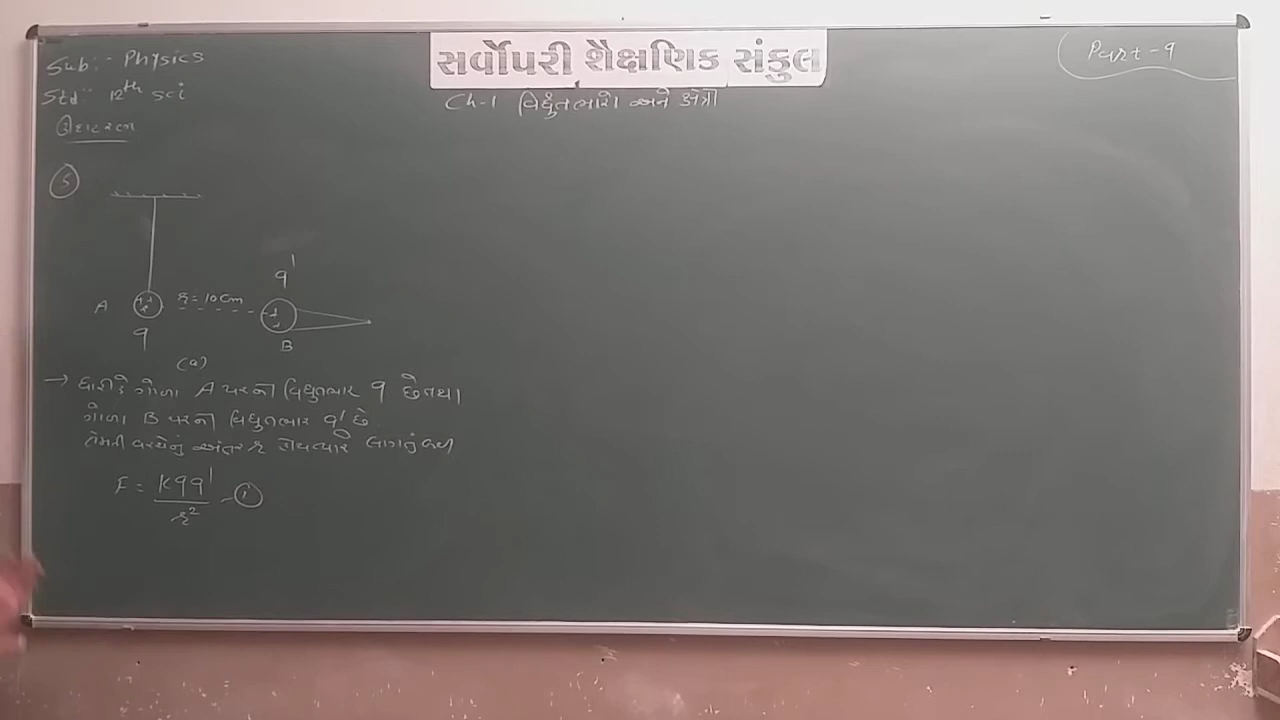 સર્વોપરી શૈક્ષણિક સંકુલ
Sub:- Physics
Part-9
Std:- 12th sci
Ch-1 વિદ્યુતભારો અને ક્ષેત્રો
ઉદાહરણ
5
q'
A r = 10 cm
q
B
(a)
→ ધારોકે ગોળા A પરનો વિદ્યુતભાર q છે તથા
ગોળા B પરનો વિદ્યુતભાર q' છે
તેમની વચ્ચેનું અંતર r હોય ત્યારે લાગતું બળ
F = Kqq' / r² - (1)